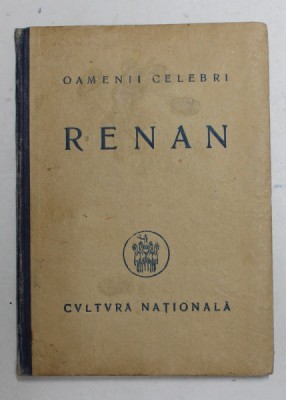 OAMENII CELEBRI
RENAN
CVLTVRA NAȚIONALĂ